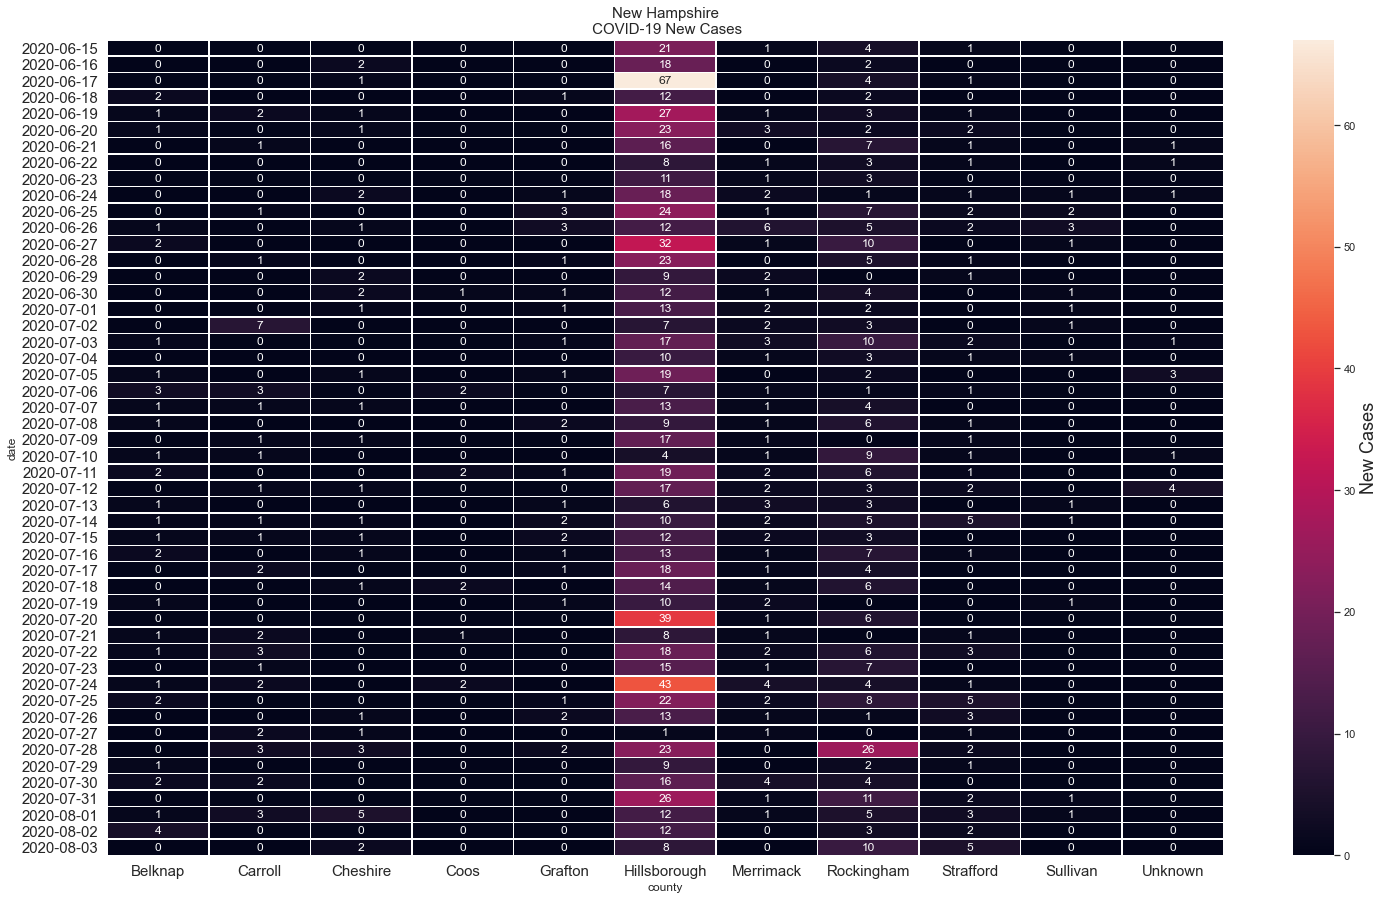 New Hampshire
COVID-19 New Cases
2020-06-15 0 0 0 0 0 21 1 4 1 0 0
2020-06-16 0 0 2 0 0 18 0 2 0 0 0
2020-06-17 0 0 1 0 0 67 0 4 1 0 0
2020-06-18 2 0 0 0 1 12 0 2 0 0 0
2020-06-19 1 2 1 0 0 27 1 3 1 0 0
2020-06-20 1 0 1 0 0 23 3 2 2 0 0
2020-06-21 0 1 0 0 0 16 0 7 1 0 1
2020-06-22 0 0 0 0 0 8 1 3 1 0 1
2020-06-23 0 0 0 0 0 11 1 3 0 0 0
2020-06-24 0 0 2 0 1 18 2 1 1 1 1
2020-06-25 0 1 0 0 3 24 1 7 2 2 0
2020-06-26 1 0 1 0 3 12 6 5 2 3 0
2020-06-27 2 0 0 0 0 32 1 10 0 1 0
2020-06-28 0 1 0 0 1 23 0 5 1 0 0
2020-06-29 0 0 2 0 0 9 2 0 1 0 0
2020-06-30 0 0 2 1 1 12 1 4 0 1 0
2020-07-01 0 0 1 0 1 13 2 2 0 1 0
2020-07-02 0 7 0 0 0 7 2 3 0 1 0
2020-07-03 1 0 0 0 1 17 3 10 2 0 1
2020-07-04 0 0 0 0 0 10 1 3 1 1 0
2020-07-05 1 0 1 0 1 19 0 2 0 0 3
2020-07-06 3 3 0 2 0 7 1 1 1 0 0
2020-07-07 1 1 1 0 0 13 1 4 0 0 0
2020-07-08 1 0 0 0 2 9 1 6 1 0 0
2020-07-09 0 1 1 0 0 17 1 0 1 0 0
2020-07-10 1 1 0 0 0 4 1 9 1 0 1
2020-07-11 2 0 0 2 1 19 2 6 1 0 0
2020-07-12 0 1 1 0 0 17 2 3 2 0 4
2020-07-13 1 0 0 0 1 6 3 3 0 1 0
2020-07-14 1 1 1 0 2 10 2 5 5 1 0
2020-07-15 1 1 1 0 2 12 2 3 0 0 0
2020-07-16 2 0 1 0 1 13 1 7 1 0 0
2020-07-17 0 2 0 0 1 18 1 4 0 0 0
2020-07-18 0 0 1 2 0 14 1 6 0 0 0
2020-07-19 1 0 0 0 1 10 2 0 0 1 0
2020-07-20 0 0 0 0 0 39 1 6 0 0 0
2020-07-21 1 2 0 1 0 8 1 0 1 0 0
2020-07-22 1 3 0 0 0 18 2 6 3 0 0
2020-07-23 0 1 0 0 0 15 1 7 0 0 0
2020-07-24 1 2 0 2 0 43 4 4 1 0 0
2020-07-25 2 0 0 0 1 22 2 8 5 0 0
2020-07-26 0 0 1 0 2 13 1 1 3 0 0
2020-07-27 0 2 1 0 0 1 1 0 1 0 0
2020-07-28 0 3 3 0 2 23 0 26 2 0 0
2020-07-29 1 0 0 0 0 9 0 2 1 0 0
2020-07-30 2 2 0 0 0 16 4 4 0 0 0
2020-07-31 0 0 0 0 0 26 1 11 2 1 0
2020-08-01 1 3 5 0 0 12 1 5 3 1 0
2020-08-02 4 0 0 0 0 12 0 3 2 0 0
2020-08-03 0 0 2 0 0 8 0 10 5 0 0
Belknap Carroll Cheshire Coos Grafton Hillsborough Merrimack Rockingham Strafford Sullivan Unknown
county
date
60
50
40
30
20
10
0
New Cases